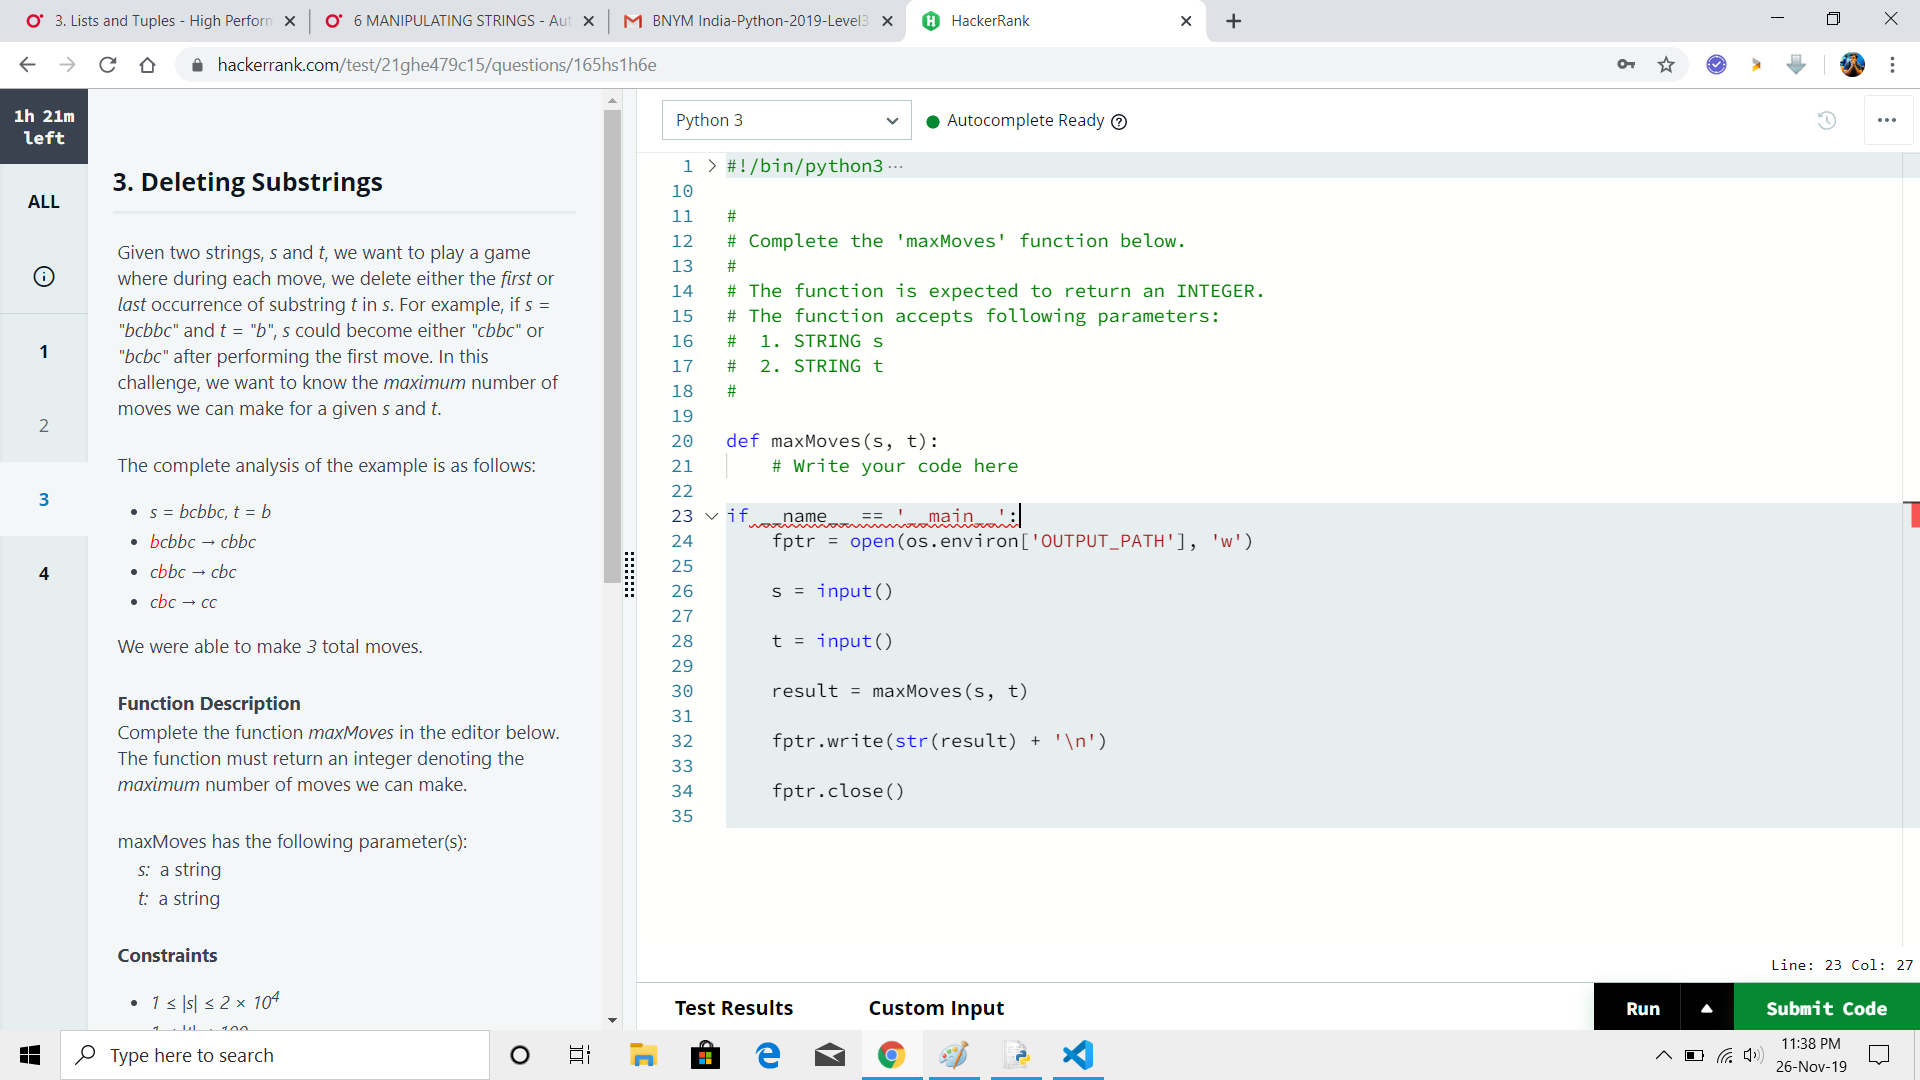 3. Lists and Tuples - High Perform
6 MANIPULATING STRINGS - Aut
BNYM India-Python-2019-Level3
HackerRank
hackerrank.com/test/21ghe479c15/questions/165hs1h6e
1h 21m
left
ALL
1
2
3
4
3. Deleting Substrings
Given two strings, s and t, we want to play a game
where during each move, we delete either the first or
last occurrence of substring t in s. For example, if s =
"bcbbc" and t = "b", s could become either "cbbc" or
"bcbc" after performing the first move. In this
challenge, we want to know the maximum number of
moves we can make for a given s and t.
The complete analysis of the example is as follows:
• s = bcbbc, t = b
• bcbbc → cbbc
• cbbc → cbc
• cbc → cc
We were able to make 3 total moves.
Function Description
Complete the function maxMoves in the editor below.
The function must return an integer denoting the
maximum number of moves we can make.
maxMoves has the following parameter(s):
s: a string
t: a string
Constraints
• 1 ≤ |s| ≤ 2 × 10⁴
Python 3
Autocomplete Ready
1 #!/bin/python3 ···
10
11 #
12 # Complete the 'maxMoves' function below.
13 #
14 # The function is expected to return an INTEGER.
15 # The function accepts following parameters:
16 #  1. STRING s
17 #  2. STRING t
18 #
19
20 def maxMoves(s, t):
21     # Write your code here
22
23 if __name__ == '__main__':
24     fptr = open(os.environ['OUTPUT_PATH'], 'w')
25
26     s = input()
27
28     t = input()
29
30     result = maxMoves(s, t)
31
32     fptr.write(str(result) + '\n')
33
34     fptr.close()
35
Line: 23 Col: 27
Test Results
Custom Input
Run
Submit Code
Type here to search
11:38 PM
26-Nov-19